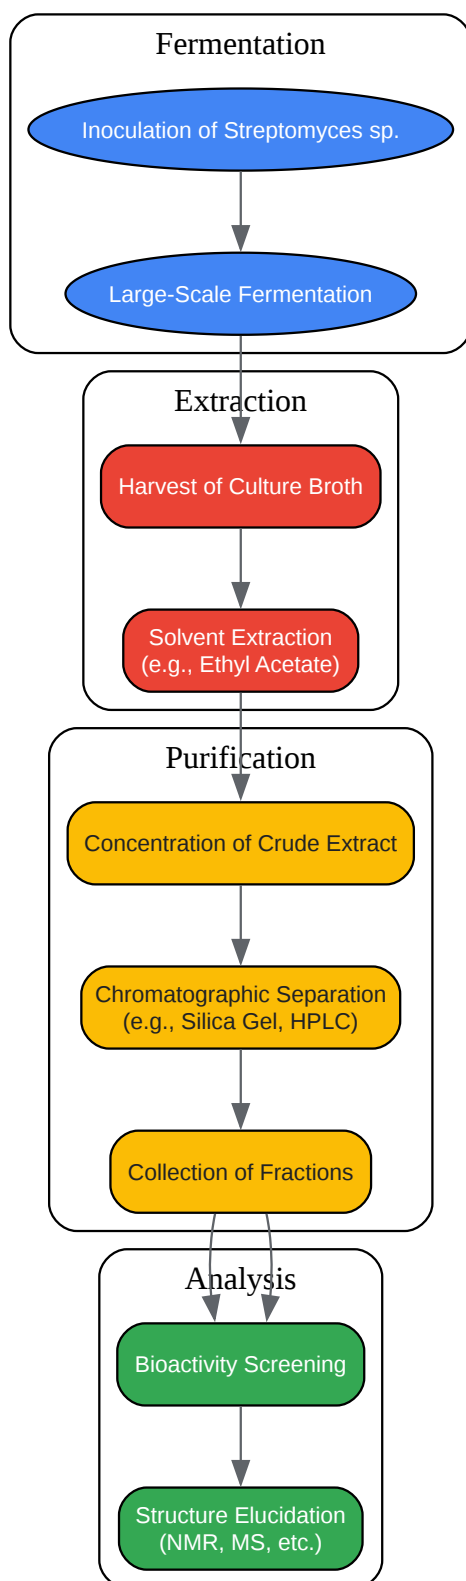 Fermentation
Inoculation of Streptomyces sp.
Large-Scale Fermentation
Extraction
Harvest of Culture Broth
Solvent Extraction
(e.g., Ethyl Acetate)
Purification
Concentration of Crude Extract
Chromatographic Separation
(e.g., Silica Gel, HPLC)
Collection of Fractions
Analysis
Bioactivity Screening
Structure Elucidation
(NMR, MS, etc.)